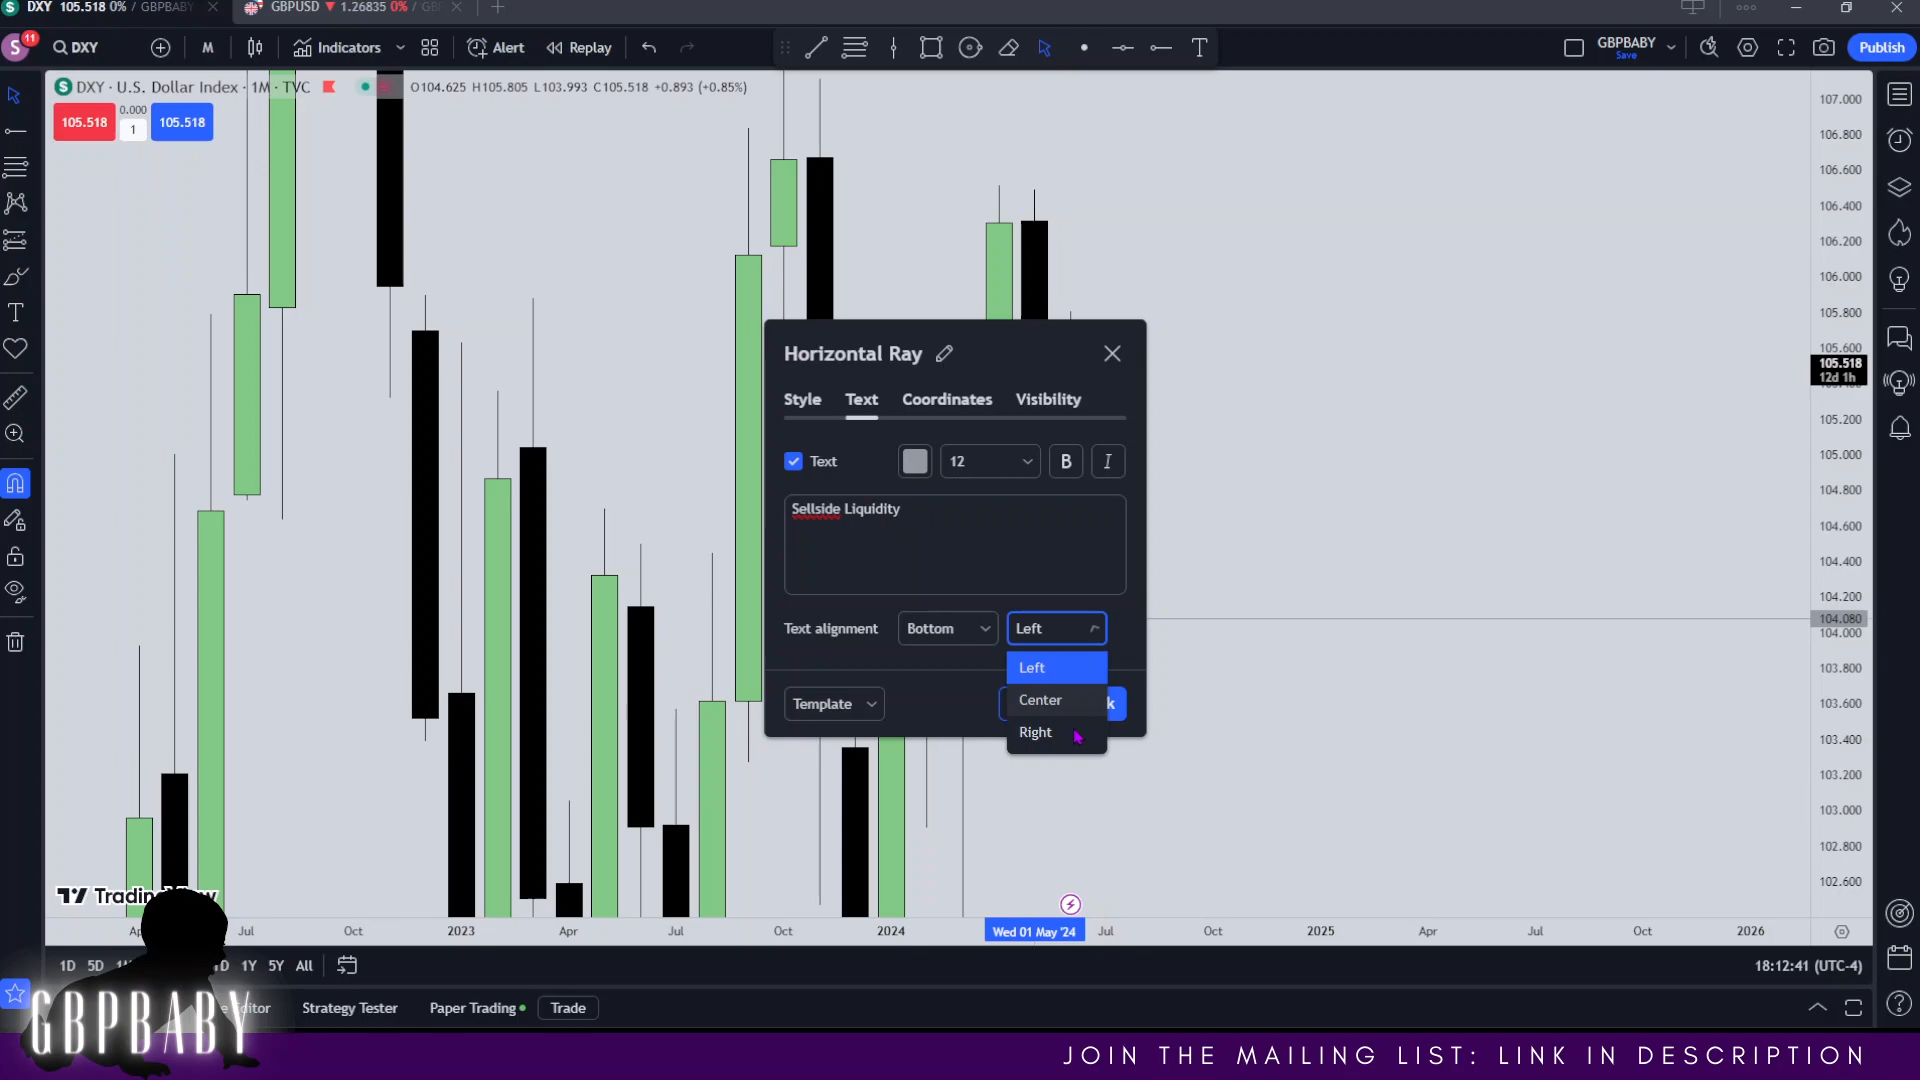 DXY 105.518 0% / GBPBABY
GBPUSD ▼ 1.26835 0% / GB
S 11
DXY
M
Indicators
Alert
Replay
GBPBABY
Save
Publish
DXY · U.S. Dollar Index · 1M · TVC
O104.625 H105.805 L103.993 C105.518 +0.893 (+0.85%)
105.518
0.000
1
105.518
107.000
106.800
106.600
106.400
106.200
106.000
105.800
105.600
105.518
12d 1h
105.200
105.000
104.800
104.600
104.400
104.200
104.080
104.000
103.800
103.600
103.400
103.200
103.000
102.800
102.600
Horizontal Ray
Style Text Coordinates Visibility
Text
12
B
I
Sellside Liquidity
Text alignment
Bottom
Left
Left
Center
Right
Template
k
TradingView
Jul
Oct
2023
Apr
Jul
Oct
2024
Wed 01 May '24
Jul
Oct
2025
Apr
Jul
Oct
2026
1D 5D
1Y 5Y All
18:12:41 (UTC-4)
Editor
Strategy Tester
Paper Trading
Trade
GBPBABY
JOIN THE MAILING LIST: LINK IN DESCRIPTION